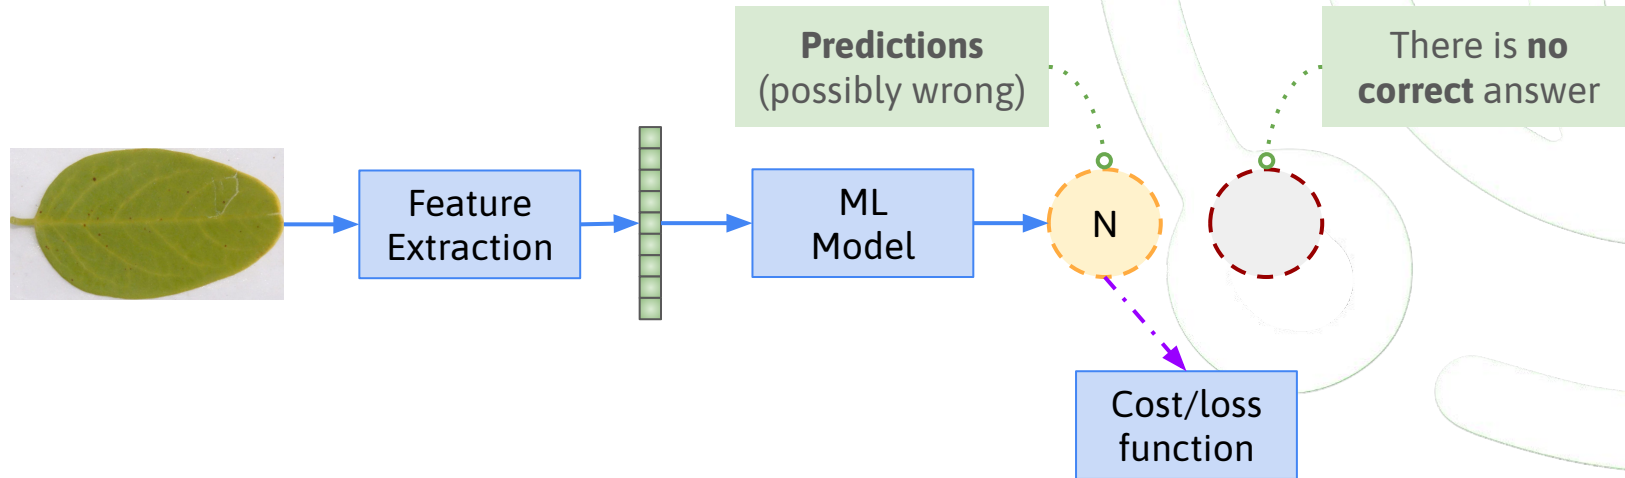 Predictions
(possibly wrong)
There is no
correct answer
Feature
Extraction
ML
Model
N
Cost/loss
function